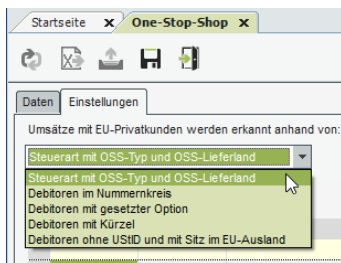 Startseite x One-Stop-Shop x
Daten Einstellungen
Umsätze mit EU-Privatkunden werden erkannt anhand von:
Steuerart mit OSS-Typ und OSS-Lieferland
Steuerart mit OSS-Typ und OSS-Lieferland
Debitoren im Nummernkreis
Debitoren mit gesetzter Option
Debitoren mit Kürzel
Debitoren ohne UStID und mit Sitz im EU-Ausland